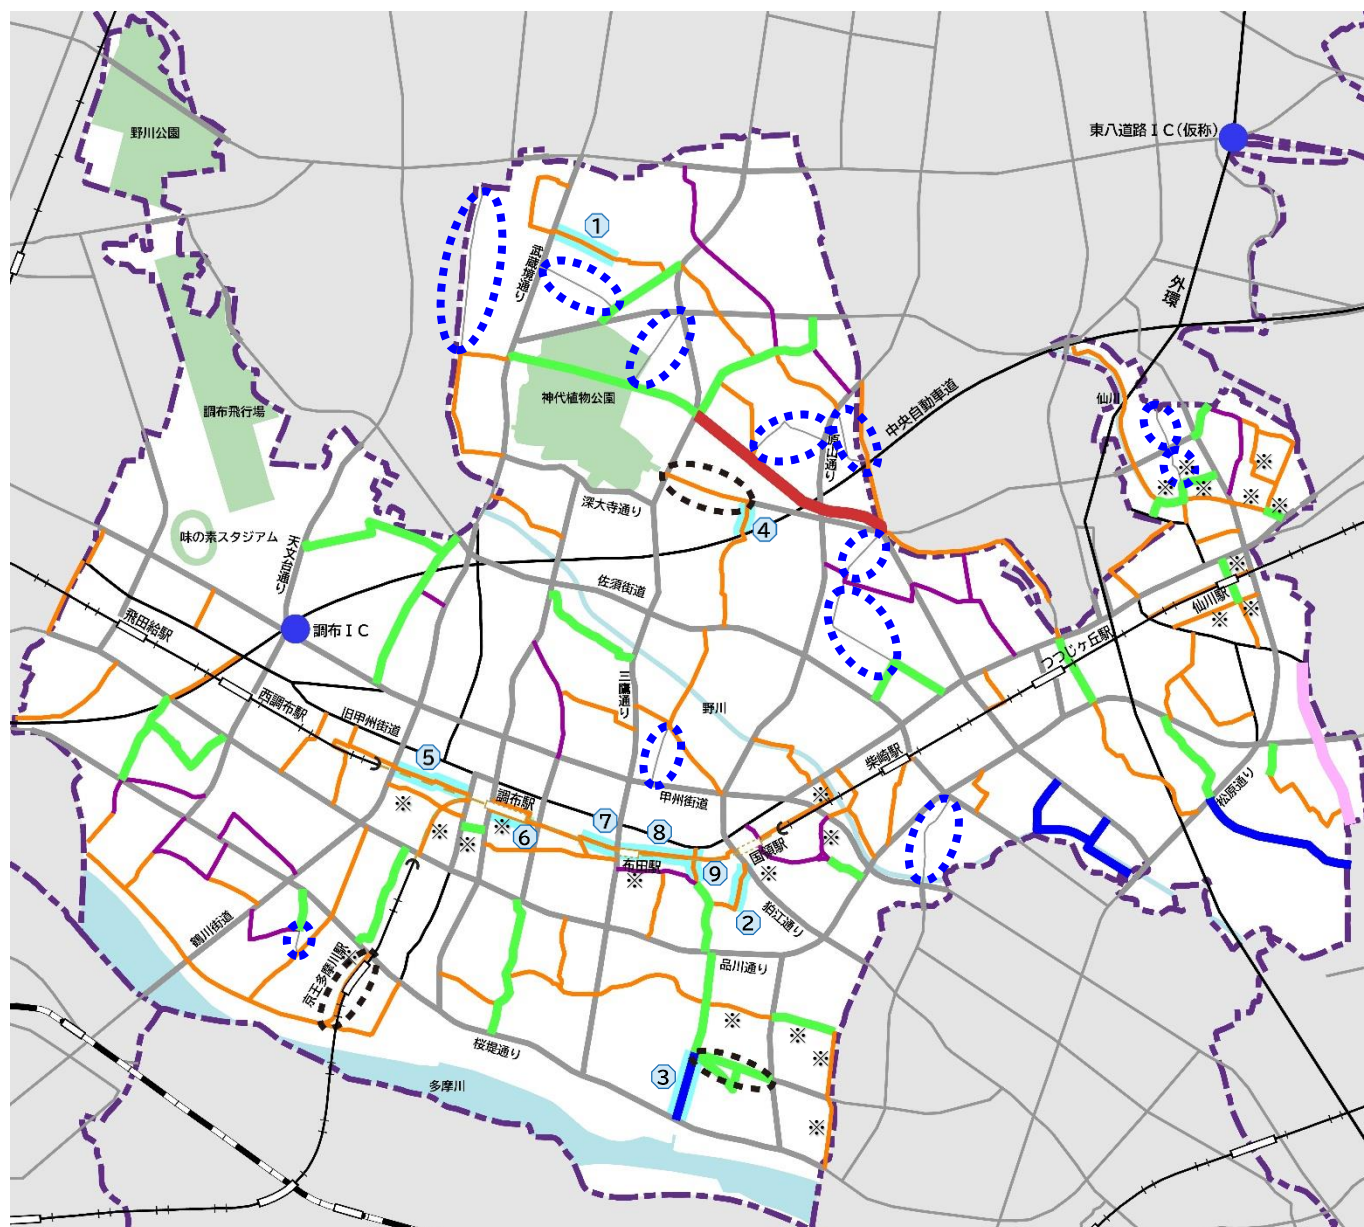 野川公園
東八道路IC(仮称)
①
武蔵境通り
外環
調布飛行場
神代植物公園
中央自動車道
仙川
原山通り
※
※
※
※
※
※
深大寺通り
④
味の素スタジアム
天文台通り
佐須街道
※
仙川駅
※
※
飛田給駅
調布IC
つつじヶ丘駅
三鷹通り
野川
西調布駅
旧甲州街道
⑤
柴崎駅
松原通り
甲州街道
※
調布駅
※
⑦
⑧
※
※
⑥
※
※
布田駅
国領駅
⑨
※
※
②
鶴川街道
狛江通り
京王多摩川駅
※
品川通り
※
※
桜堤通り
※
③
多摩川
※